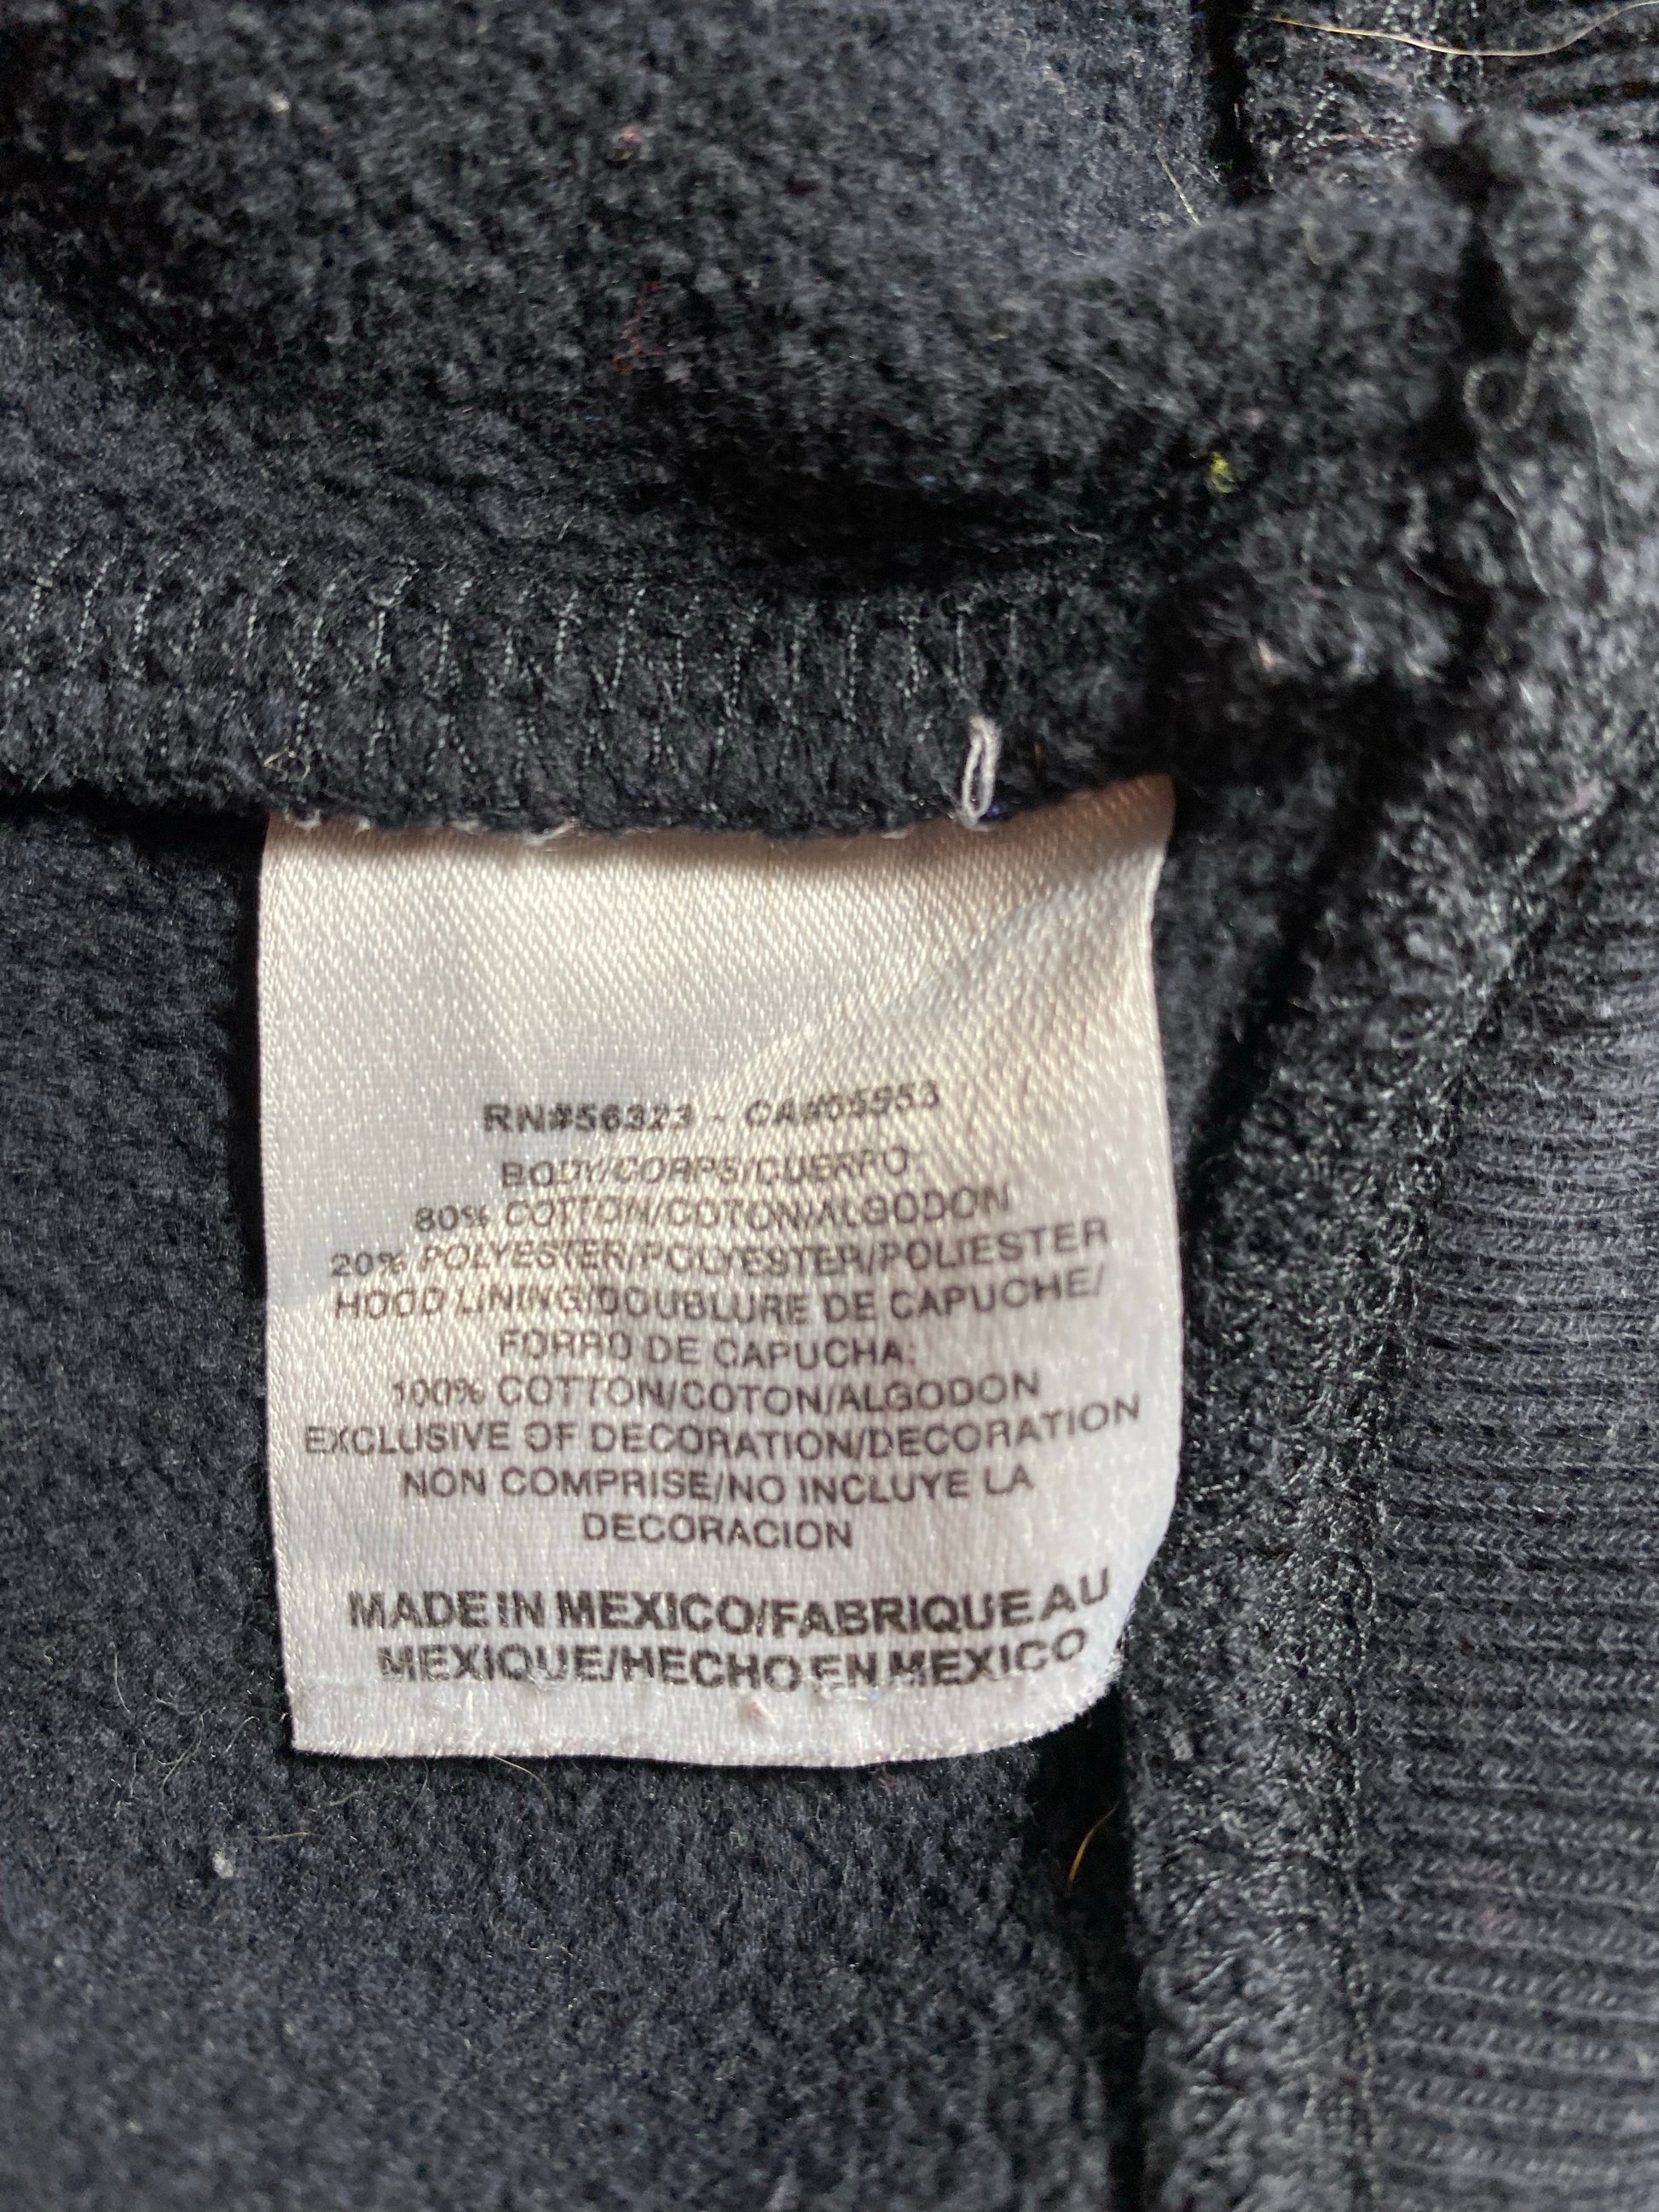 RN#56323 - CA#05953
BODY/CORPS/CUERPO:
80% COTTON/COTON/ALGODON
20% POLYESTER/POLYESTER/POLIESTER
HOOD LINING/DOUBLURE DE CAPUCHE/
FORRO DE CAPUCHA:
100% COTTON/COTON/ALGODON
EXCLUSIVE OF DECORATION/DECORATION
NON COMPRISE/NO INCLUYE LA
DECORACION
MADE IN MEXICO/FABRIQUE AU
MEXIQUE/HECHO EN MEXICO